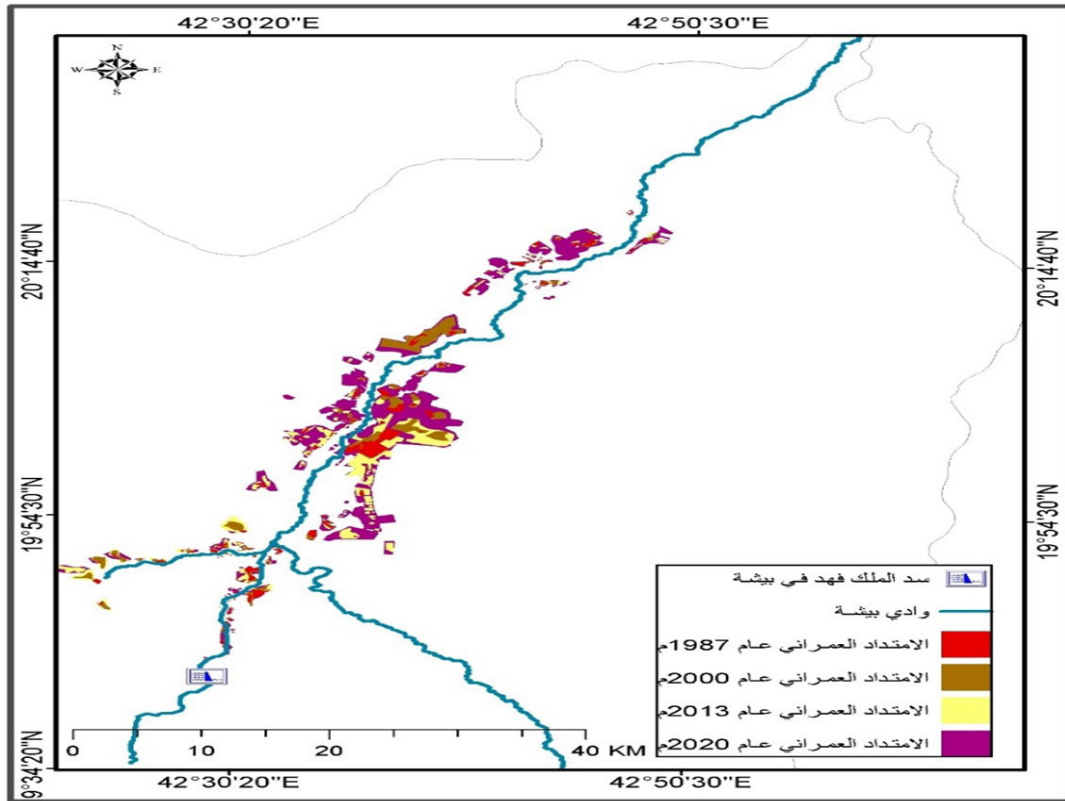 42°30'20"E
42°50'30"E
N
W
E
S
20°14'40"N
20°14'40"N
19°54'30"N
19°54'30"N
سد الملك فهد في بيشة
وادي بيشة
الامتداد العمراني عام 1987م
الامتداد العمراني عام 2000م
الامتداد العمراني عام 2013م
الامتداد العمراني عام 2020م
0
10
20
40 KM
9°34'20"N
42°30'20"E
42°50'30"E